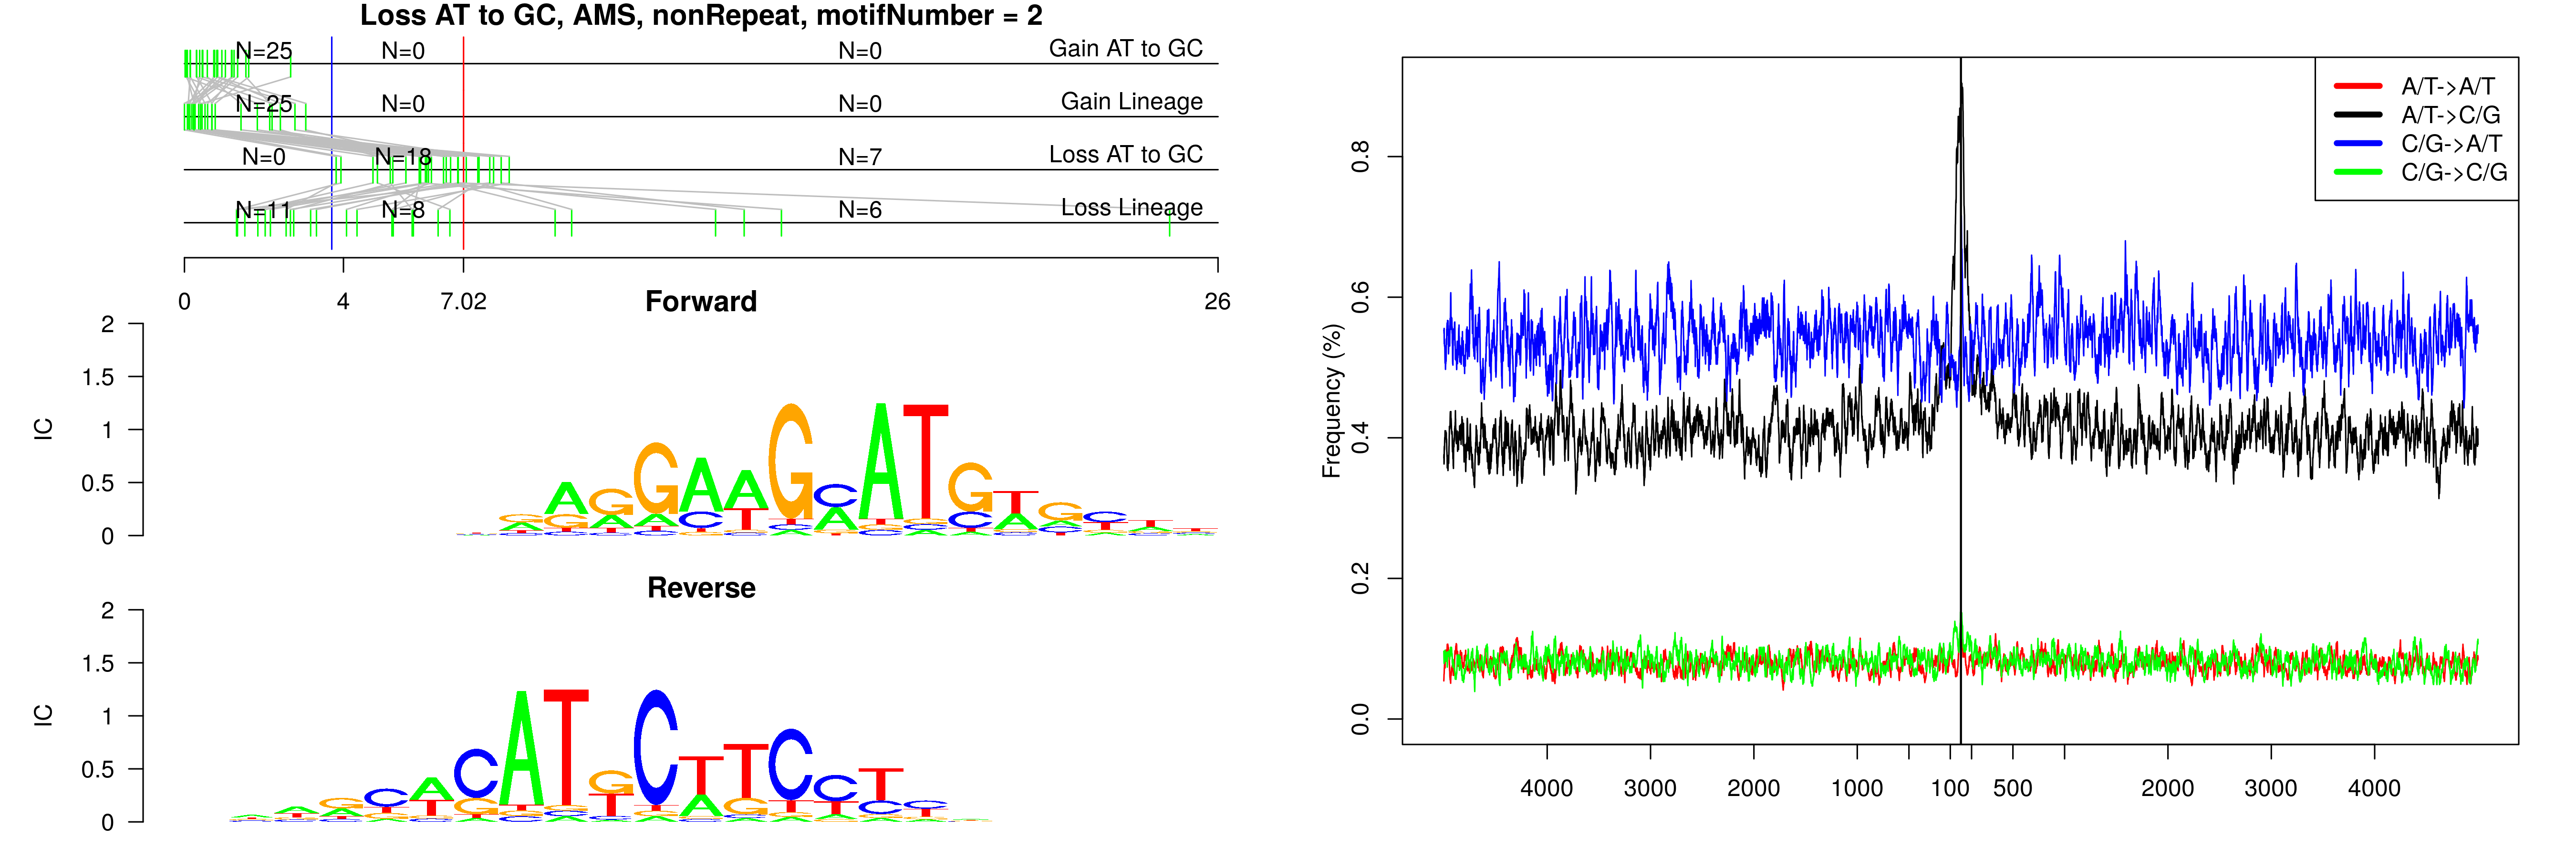 Loss AT to GC, AMS, nonRepeat, motifNumber = 2
N=25 N=0 N=0 Gain AT to GC
N=25 N=0 N=0 Gain Lineage
N=0 N=18 N=7 Loss AT to GC
N=11 N=8 N=6 Loss Lineage
0 4 7.02 26
Forward
IC
2
1.5
1
0.5
0
Reverse
IC
2
1.5
1
0.5
0
A/T->A/T
A/T->C/G
C/G->A/T
C/G->C/G
Frequency (%)
0.8
0.6
0.4
0.2
0.0
4000 3000 2000 1000 100 500 2000 3000 4000